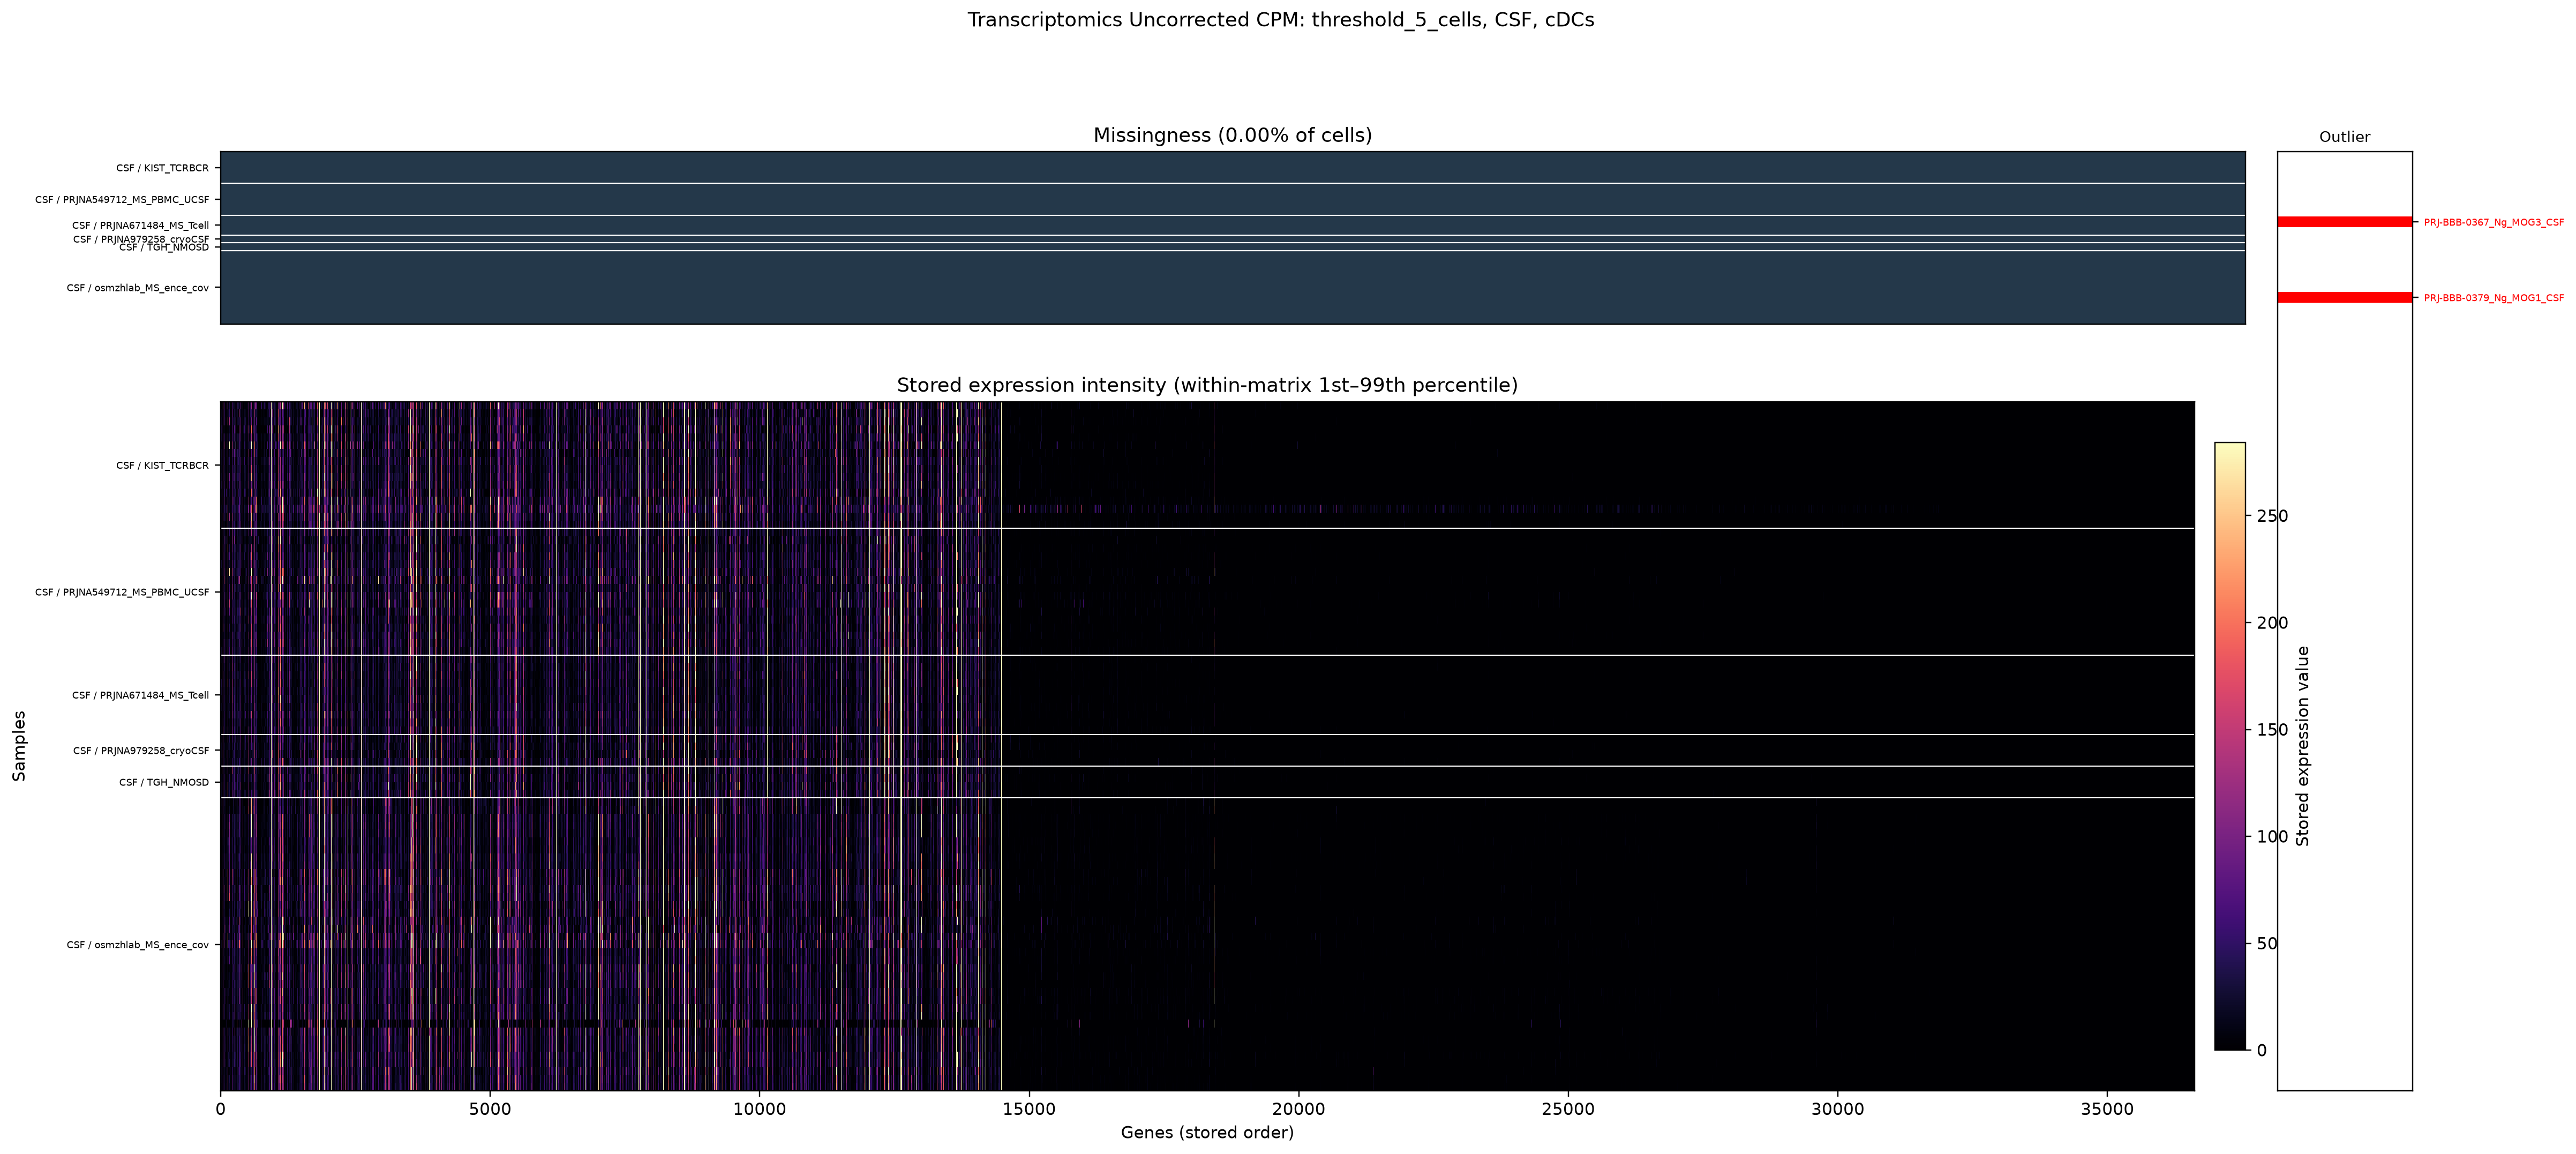 Transcriptomics Uncorrected CPM: threshold_5_cells, CSF, cDCs
Missingness (0.00% of cells)
Outlier
CSF / KIST_TCRBCR
CSF / PRJNA549712_MS_PBMC_UCSF
CSF / PRJNA671484_MS_Tcell
CSF / PRJNA979258_cryoCSF
CSF / TGH_NMOSD
CSF / osmzhlab_MS_ence_cov
PRJ-BBB-0367_Ng_MOG3_CSF
PRJ-BBB-0379_Ng_MOG1_CSF
Stored expression intensity (within-matrix 1st–99th percentile)
Samples
CSF / KIST_TCRBCR
CSF / PRJNA549712_MS_PBMC_UCSF
CSF / PRJNA671484_MS_Tcell
CSF / PRJNA979258_cryoCSF
CSF / TGH_NMOSD
CSF / osmzhlab_MS_ence_cov
250
200
150
100
50
0
Stored expression value
0 5000 10000 15000 20000 25000 30000 35000
Genes (stored order)